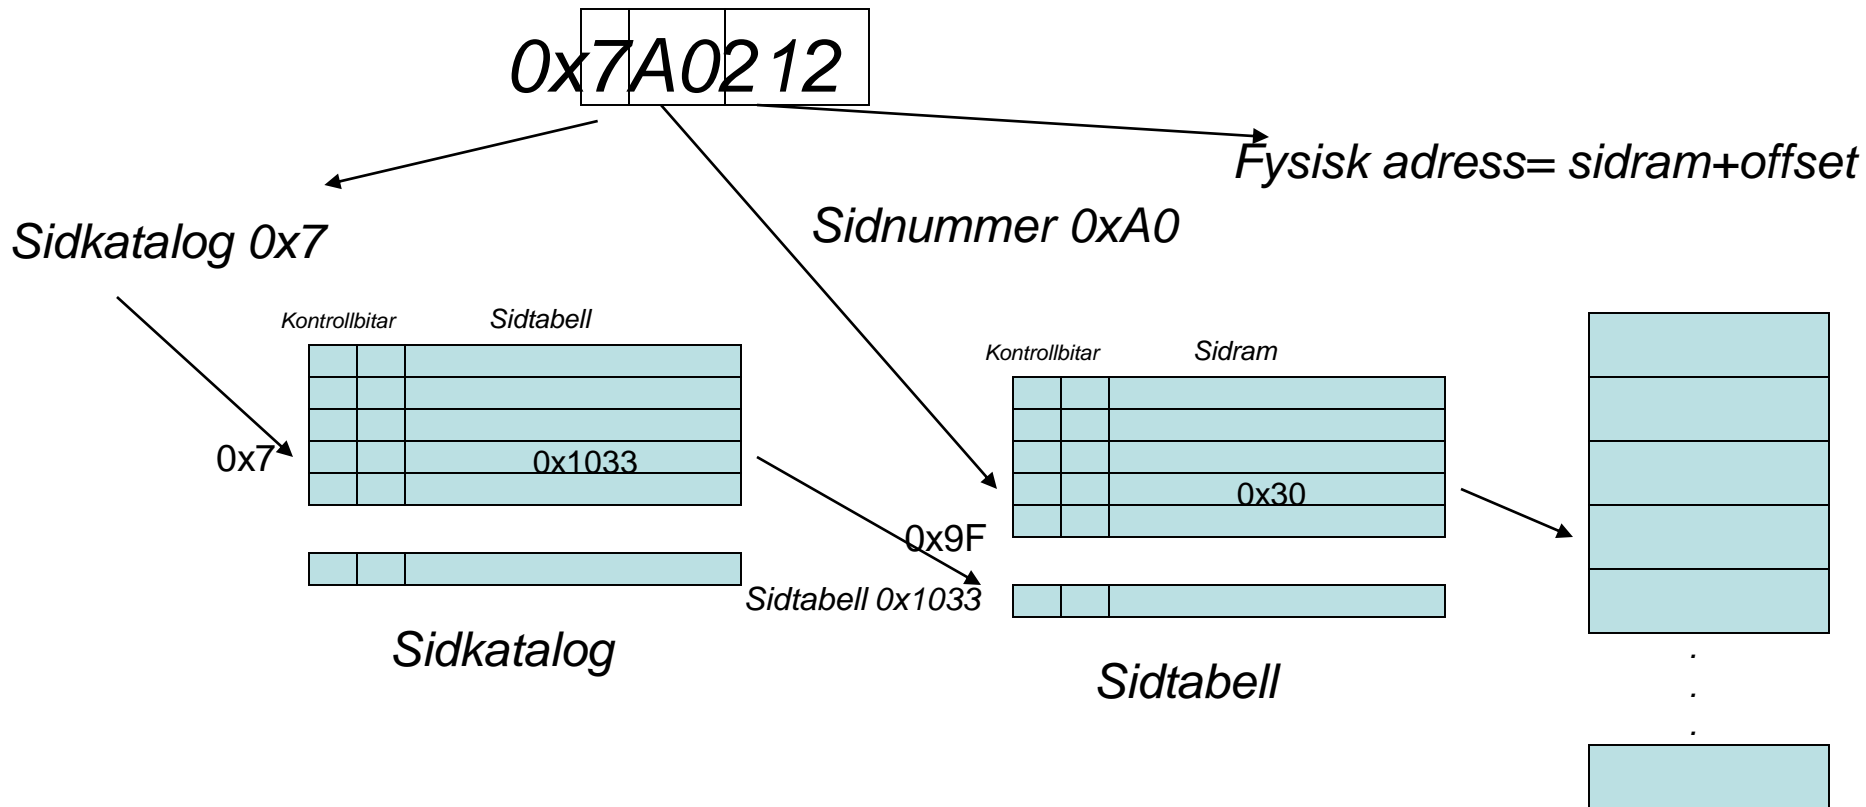 0x7A0212
Fysisk adress= sidram+offset
Sidnummer 0xA0
Sidkatalog 0x7
Kontrollbitar
Sidtabell
Kontrollbitar
Sidram
0x7
0x1033
0x30
0x9F
Sidtabell 0x1033
Sidkatalog
Sidtabell
.
.
.